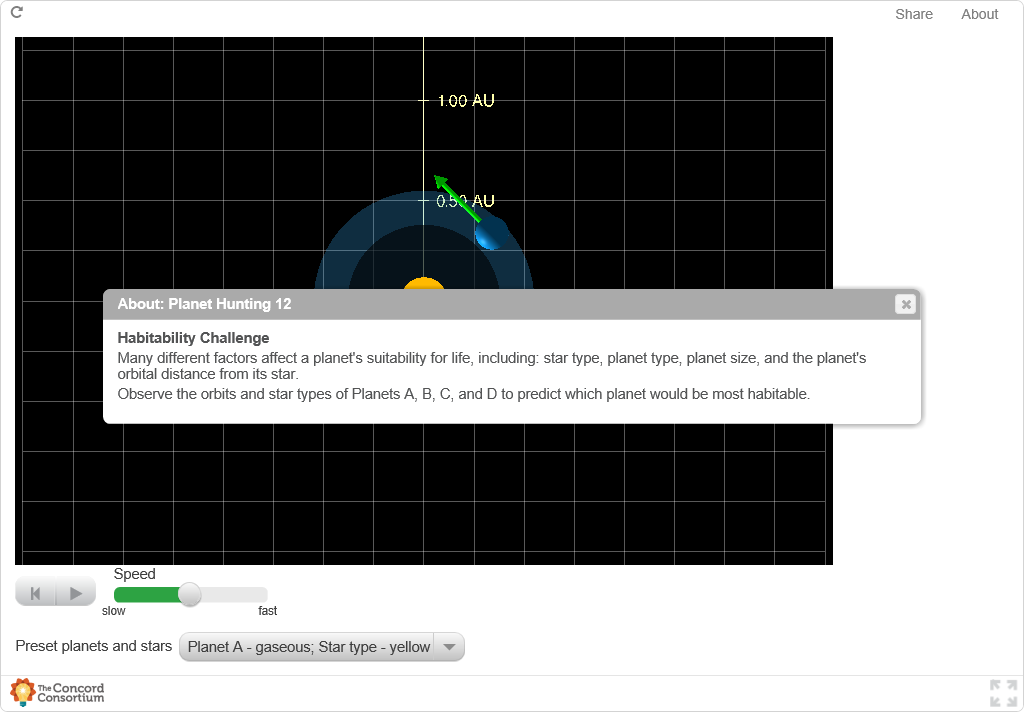 Share About
1.00 AU
0.50 AU
About: Planet Hunting 12
Habitability Challenge
Many different factors affect a planet's suitability for life, including: star type, planet type, planet size, and the planet's
orbital distance from its star.
Observe the orbits and star types of Planets A, B, C, and D to predict which planet would be most habitable.
Speed
slow fast
Preset planets and stars Planet A - gaseous; Star type - yellow
The Concord
Consortium